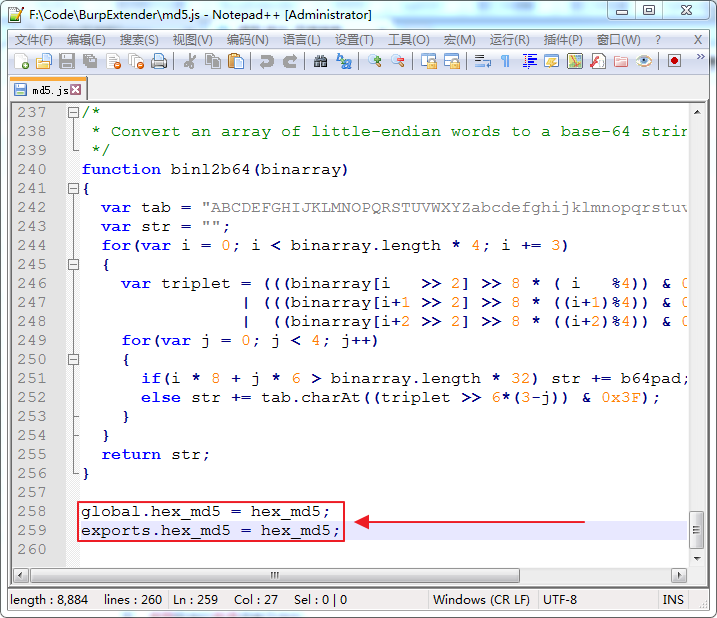 F:\Code\BurpExtender\md5.js - Notepad++ [Administrator]
文件(F) 编辑(E) 搜索(S) 视图(V) 编码(N) 语言(L) 设置(T) 工具(O) 宏(M) 运行(R) 插件(P) 窗口(W) ? X
md5.js
237 /*
238  * Convert an array of little-endian words to a base-64 strin
239  */
240 function binl2b64(binarray)
241 {
242   var tab = "ABCDEFGHIJKLMNOPQRSTUVWXYZabcdefghijklmnopqrstuv
243   var str = "";
244   for(var i = 0; i < binarray.length * 4; i += 3)
245   {
246     var triplet = (((binarray[i   >> 2] >> 8 * ( i   %4)) & 0
247                 | (((binarray[i+1 >> 2] >> 8 * ((i+1)%4)) & 0
248                 |  ((binarray[i+2 >> 2] >> 8 * ((i+2)%4)) & 0
249     for(var j = 0; j < 4; j++)
250     {
251       if(i * 8 + j * 6 > binarray.length * 32) str += b64pad;
252       else str += tab.charAt((triplet >> 6*(3-j)) & 0x3F);
253     }
254   }
255   return str;
256 }
257
258 global.hex_md5 = hex_md5;
259 exports.hex_md5 = hex_md5;
260
length : 8,884 lines : 260 Ln : 259 Col : 27 Sel : 0 | 0 Windows (CR LF) UTF-8 INS